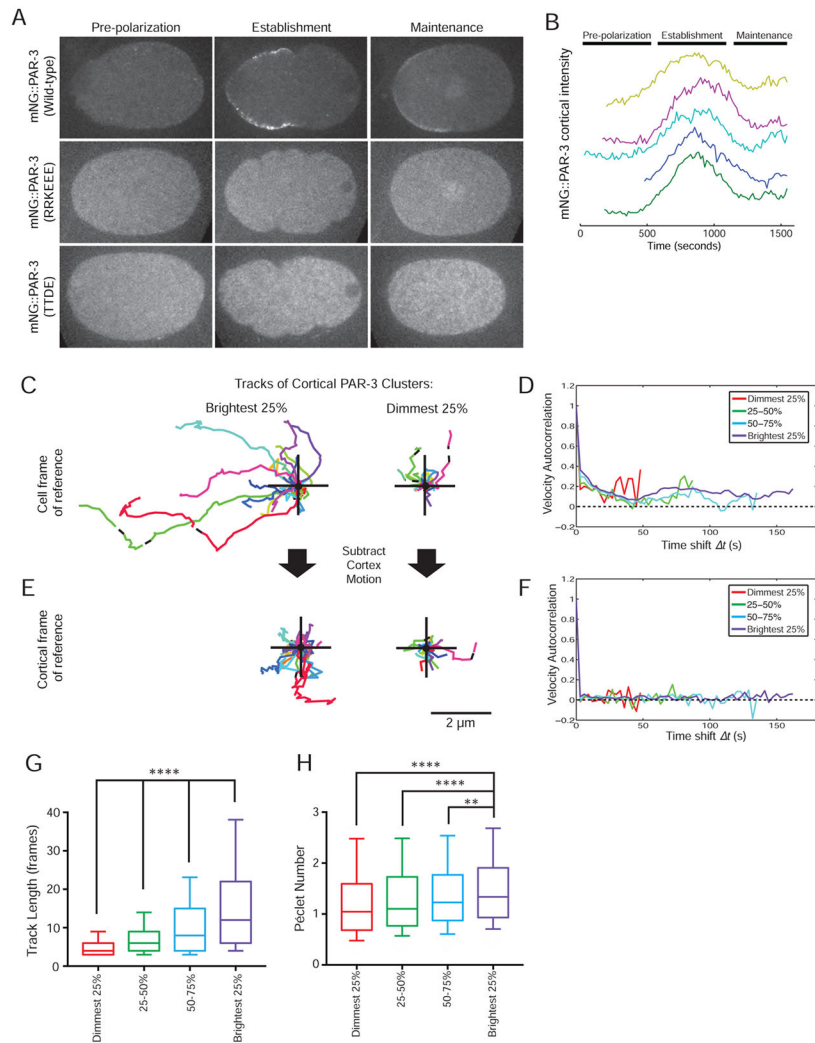 A
Pre-polarization
Establishment
Maintenance
mNG::PAR-3
(Wild-type)
mNG::PAR-3
(RRKEEE)
mNG::PAR-3
(TTDE)
B
Pre-polarization
Establishment
Maintenance
mNG::PAR-3 cortical intensity
0
500
1000
1500
Time (seconds)
C
Tracks of Cortical PAR-3 Clusters:
Brightest 25%
Dimmest 25%
Cell frame
of reference
Subtract
Cortex
Motion
D
Velocity Autocorrelation
1.2
1
0.8
0.6
0.4
0.2
0
−0.2
0
50
100
150
Time shift Δt (s)
Dimmest 25%
25−50%
50−75%
Brightest 25%
E
Cortical frame
of reference
2 μm
F
Velocity Autocorrelation
1.2
1
0.8
0.6
0.4
0.2
0
−0.2
0
50
100
150
Time shift Δt (s)
Dimmest 25%
25−50%
50−75%
Brightest 25%
G
****
Track Length (frames)
40
30
20
10
0
Dimmest 25%
25-50%
50-75%
Brightest 25%
H
****
****
**
Péclet Number
3
2
1
0
Dimmest 25%
25-50%
50-75%
Brightest 25%